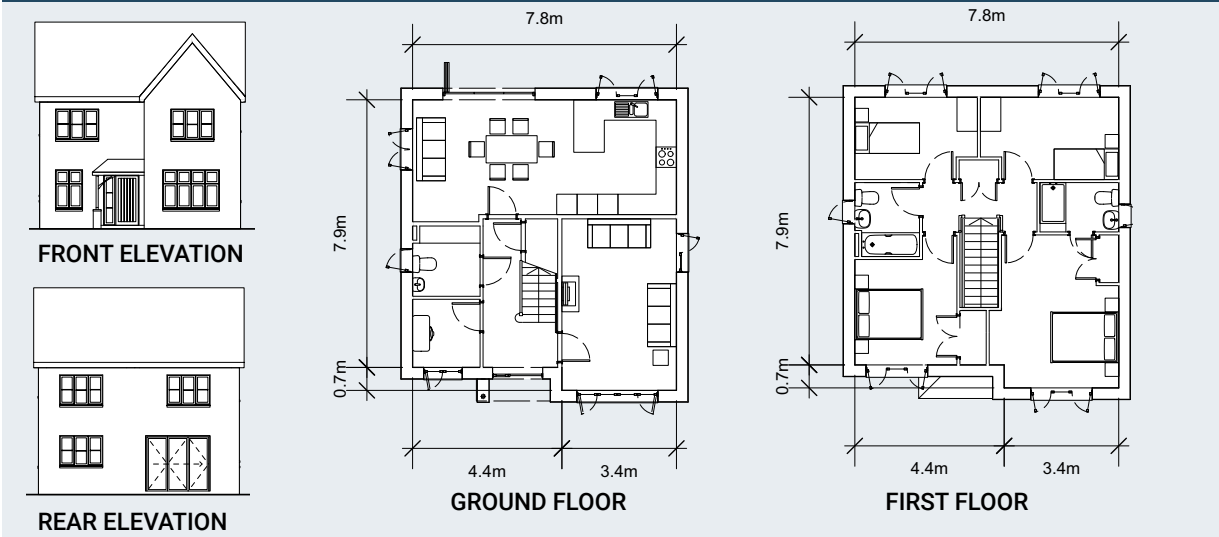 FRONT ELEVATION
REAR ELEVATION
7.8m
7.9m
0.7m
4.4m
3.4m
GROUND FLOOR
7.8m
7.9m
0.7m
4.4m
3.4m
FIRST FLOOR